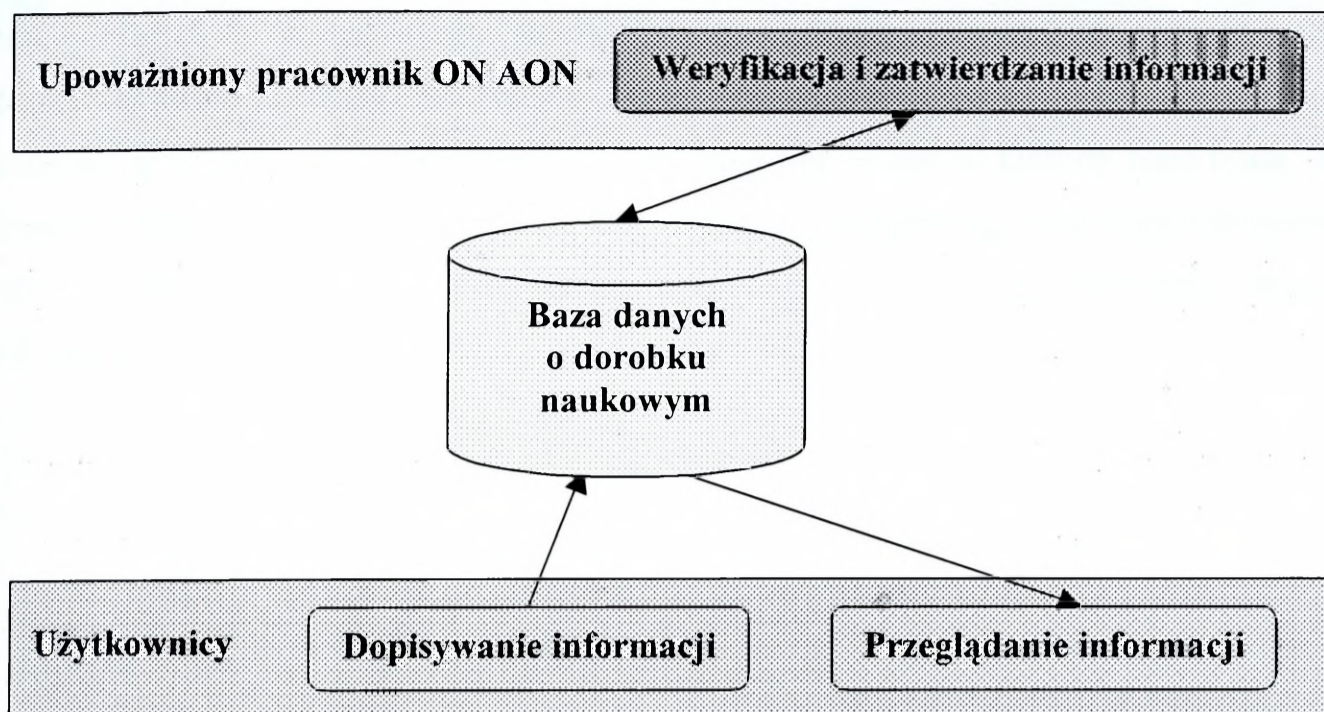 Upoważniony pracownik ON AON
Weryfikacja i zatwierdzanie informacji
Baza danych
o dorobku
naukowym
Użytkownicy
Dopisywanie informacji
Przeglądanie informacji